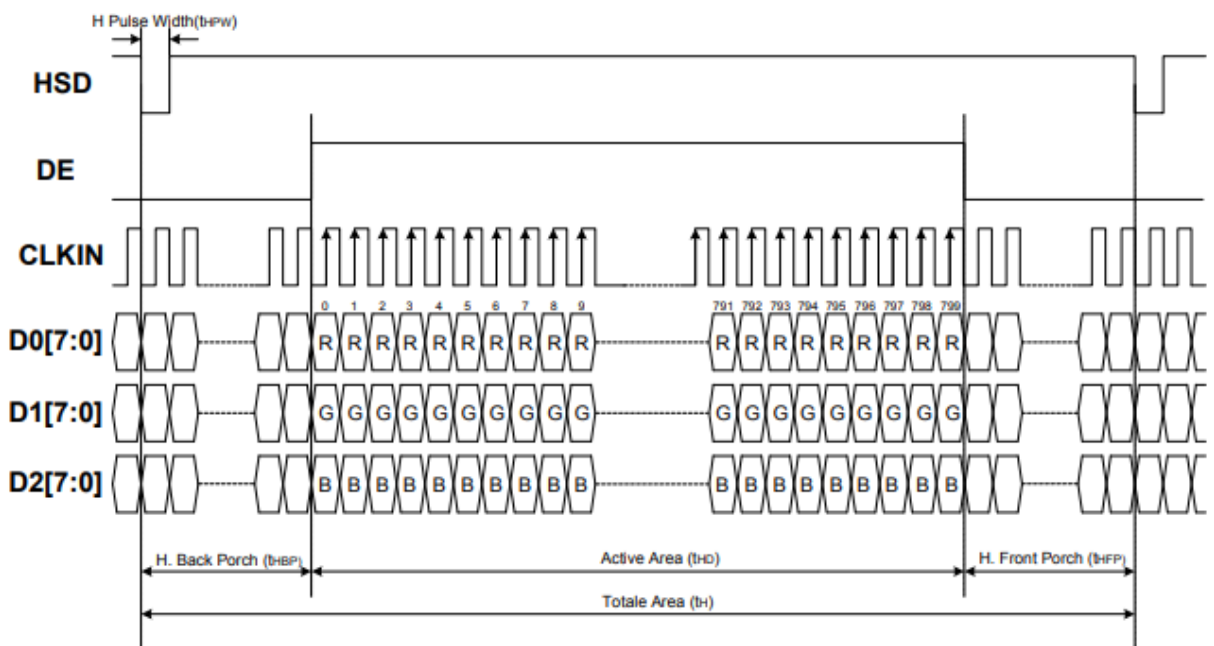 H Pulse Width(tHPW)
HSD
DE
CLKIN
0 1 2 3 4 5 6 7 8 9 791 792 793 794 795 796 797 798 799
D0[7:0] R R R R R R R R R R R R R R R R R R R
D1[7:0] G G G G G G G G G G G G G G G G G G G
D2[7:0] B B B B B B B B B B B B B B B B B B B
H. Back Porch (tHBP) Active Area (tHD) H. Front Porch (tHFP)
Totale Area (tH)